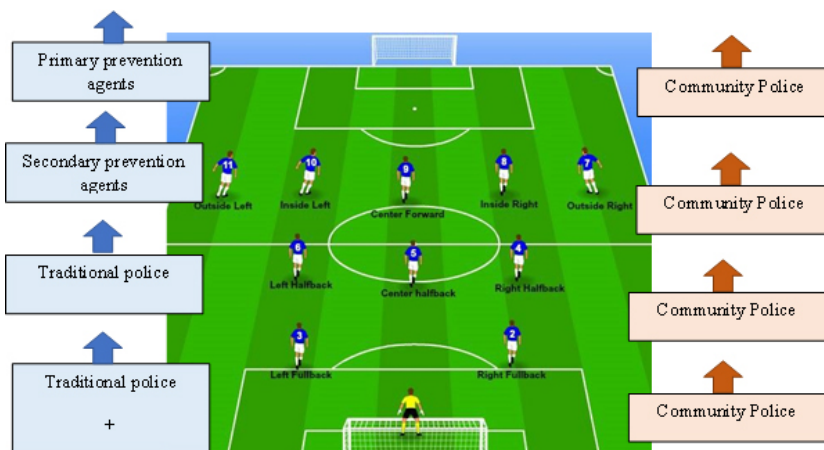 Primary prevention
agents
Community Police
Secondary prevention
agents
Community Police
11
10
9
8
7
Outside Left
Inside Left
Center Forward
Inside Right
Outside Right
Traditional police
Community Police
6
5
4
Left Halfback
Center halfback
Right Halfback
Traditional police
+
Community Police
3
2
Left Fullback
Right Fullback